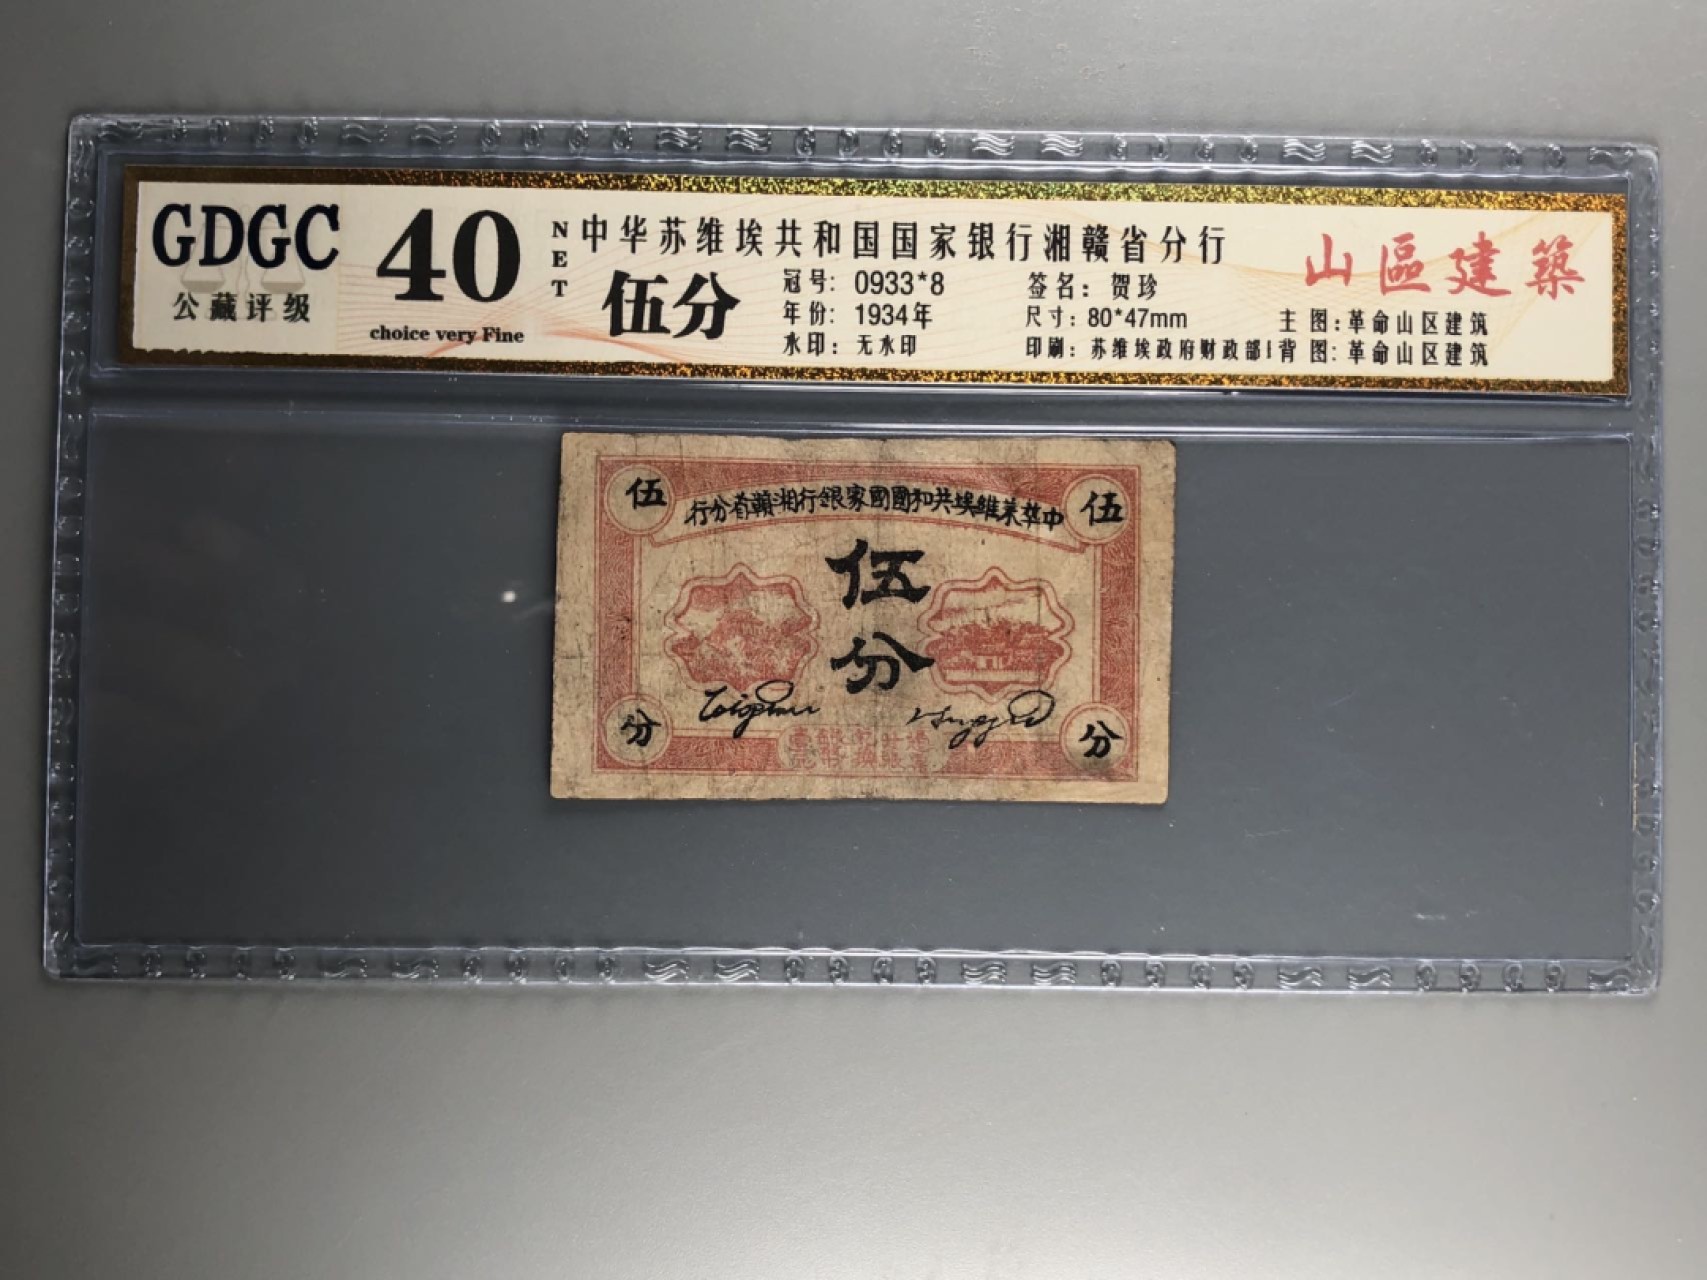 GDGC
公藏评级
40
choice very Fine
NET
中华苏维埃共和国国家银行湘赣省分行
伍分
冠号: 0933*8
年份: 1934年
水印: 无水印
签名: 贺珍
尺寸: 80*47mm
印刷: 苏维埃政府财政部
山區建築
主 图:革命山区建筑
背 图:革命山区建筑
伍
行分省贛湘行銀家國國和共埃維蘇華中
伍
伍
分
分
分